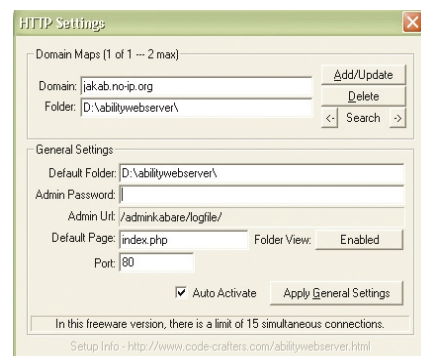 HTTP Settings
Domain Maps (1 of 1 --- 2 max)
Domain: jakab.no-ip.org
Add/Update
Folder: D:\abilitywebserver\
Delete
<- Search ->
General Settings
Default Folder: D:\abilitywebserver\
Admin Password:
Admin Url: /adminkabare/logfile/
Default Page: index.php Folder View: Enabled
Port: 80
Auto Activate Apply General Settings
In this freeware version, there is a limit of 15 simultaneous connections.
Setup Info - http://www.code-crafters.com/abilitywebserver.html